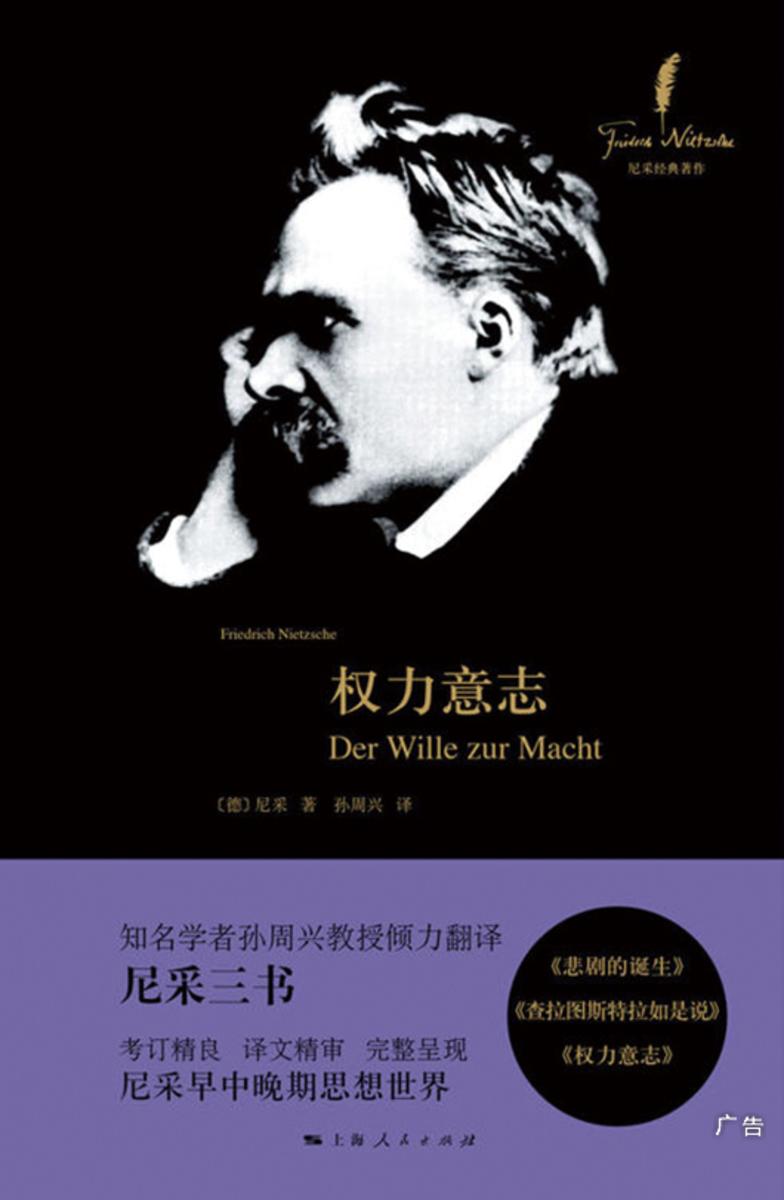 Friedrich Nietzsche
尼采经典著作
Friedrich Nietzsche
权力意志
Der Wille zur Macht
〔德〕尼采 著 孙周兴 译
知名学者孙周兴教授倾力翻译
尼采三书
考订精良 译文精审 完整呈现
尼采早中晚期思想世界
《悲剧的诞生》
《查拉图斯特拉如是说》
《权力意志》
上海人民出版社
广告